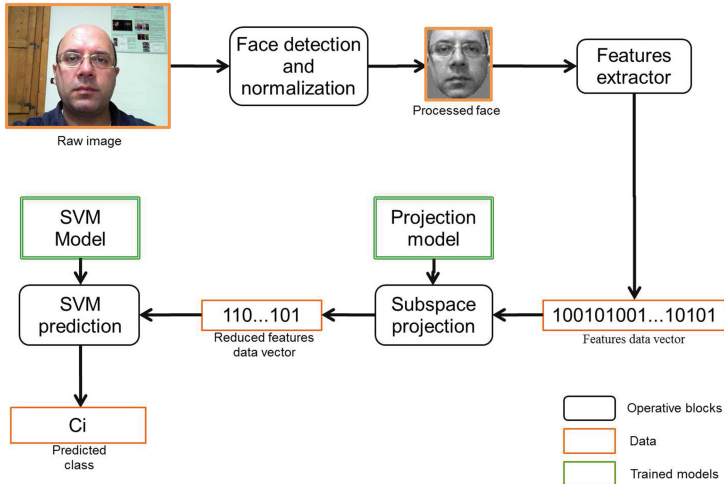 Face detection
and
normalization
Features
extractor
Raw image
Processed face
SVM
Model
Projection
model
SVM
prediction
110...101
Reduced features
data vector
Subspace
projection
100101001...10101
Features data vector
Ci
Predicted
class
Operative blocks
Data
Trained models